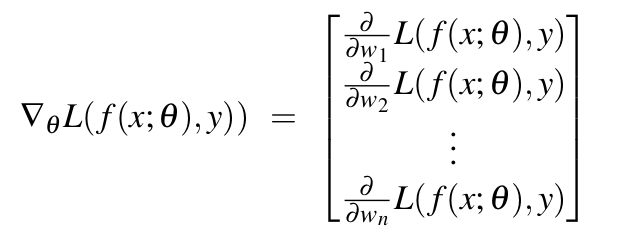 ∇θL(f(x;θ),y)) = [
∂/∂w₁ L(f(x;θ),y)
∂/∂w₂ L(f(x;θ),y)
⋮
∂/∂wₙ L(f(x;θ),y)
]